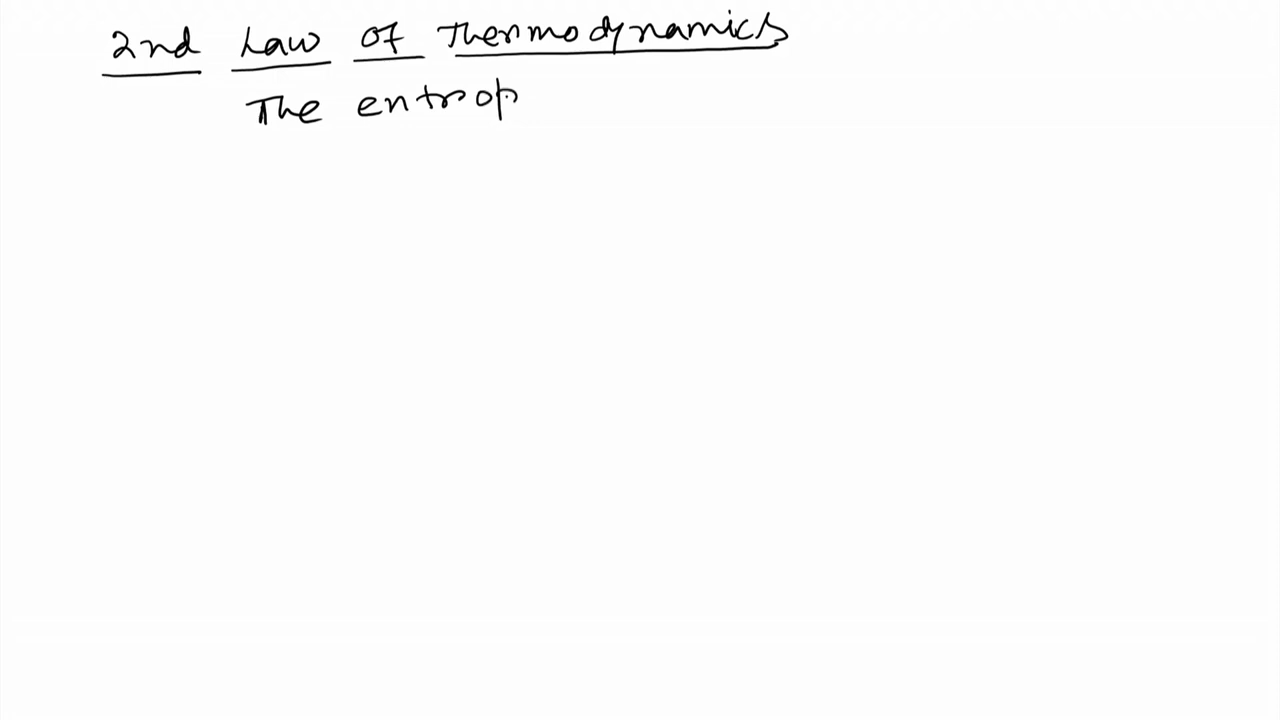 2nd Law of Thermodynamics
The entrop